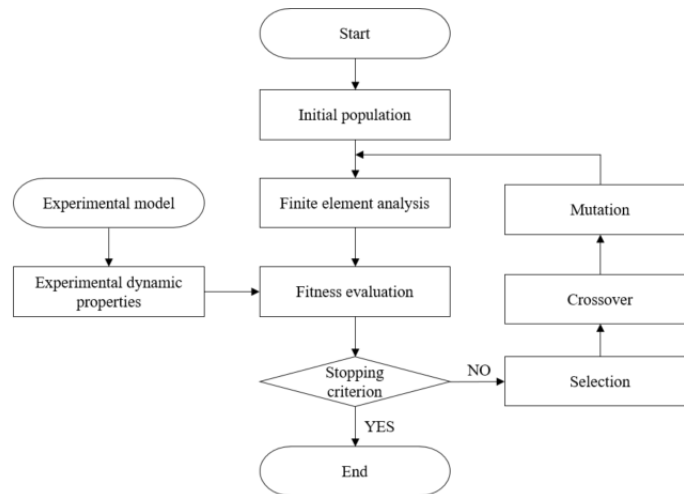 Start
Initial population
Experimental model
Finite element analysis
Mutation
Experimental dynamic
properties
Fitness evaluation
Crossover
Stopping
criterion
NO
Selection
YES
End